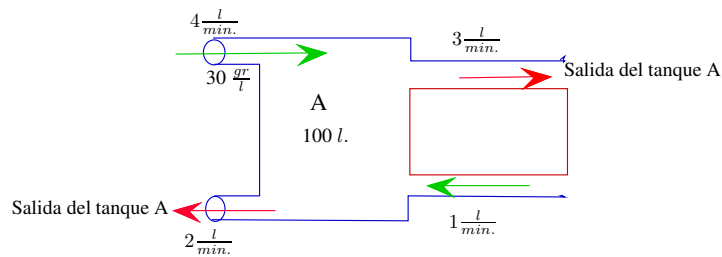 4 l/min.
3 l/min.
30 gr/l
Salida del tanque A
A
100 l.
Salida del tanque A
2 l/min.
1 l/min.